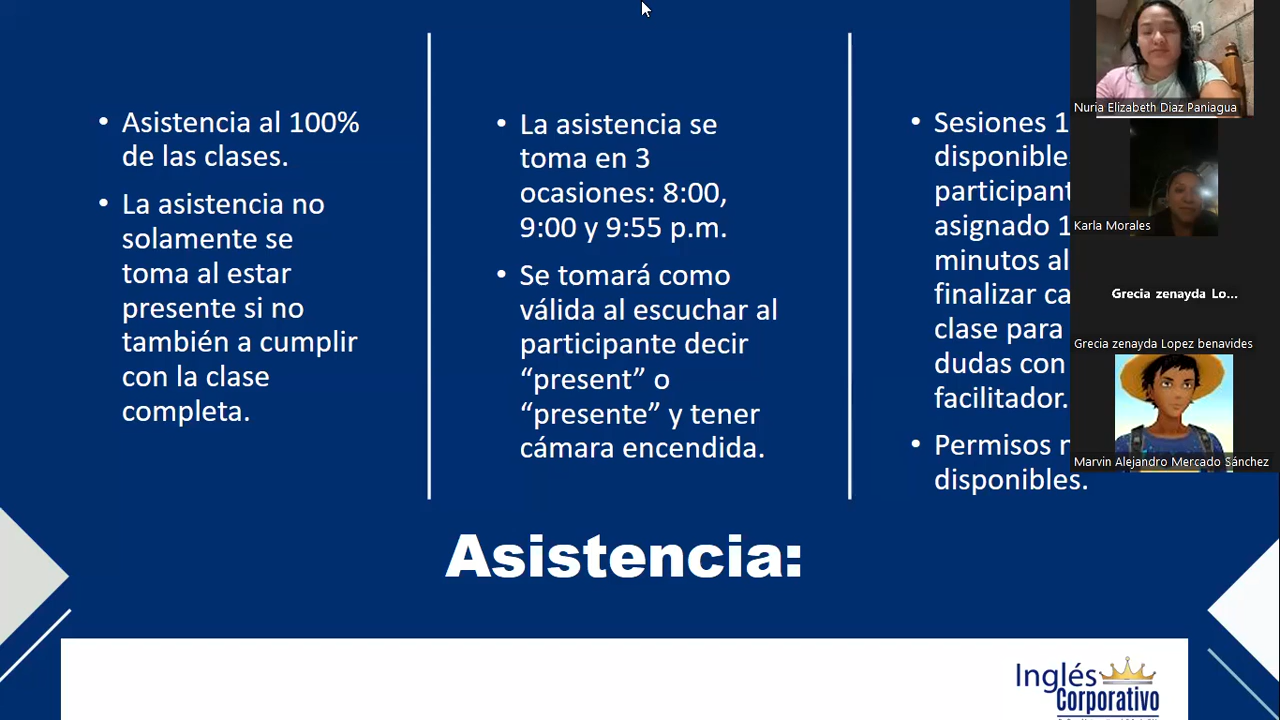 • Asistencia al 100%
de las clases.
• La asistencia no
solamente se
toma al estar
presente si no
también a cumplir
con la clase
completa.
• La asistencia se
toma en 3
ocasiones: 8:00,
9:00 y 9:55 p.m.
• Se tomará como
válida al escuchar al
participante decir
“present” o
“presente” y tener
cámara encendida.
• Sesiones 1
disponible
participant
asignado 1
minutos al
finalizar ca
clase para
dudas con
facilitador.
• Permisos
disponibles.
Asistencia:
Inglés
Corporativo
Nuria Elizabeth Diaz Paniagua
Karla Morales
Grecia zenayda Lo...
Grecia zenayda Lopez benavides
Marvin Alejandro Mercado Sánchez